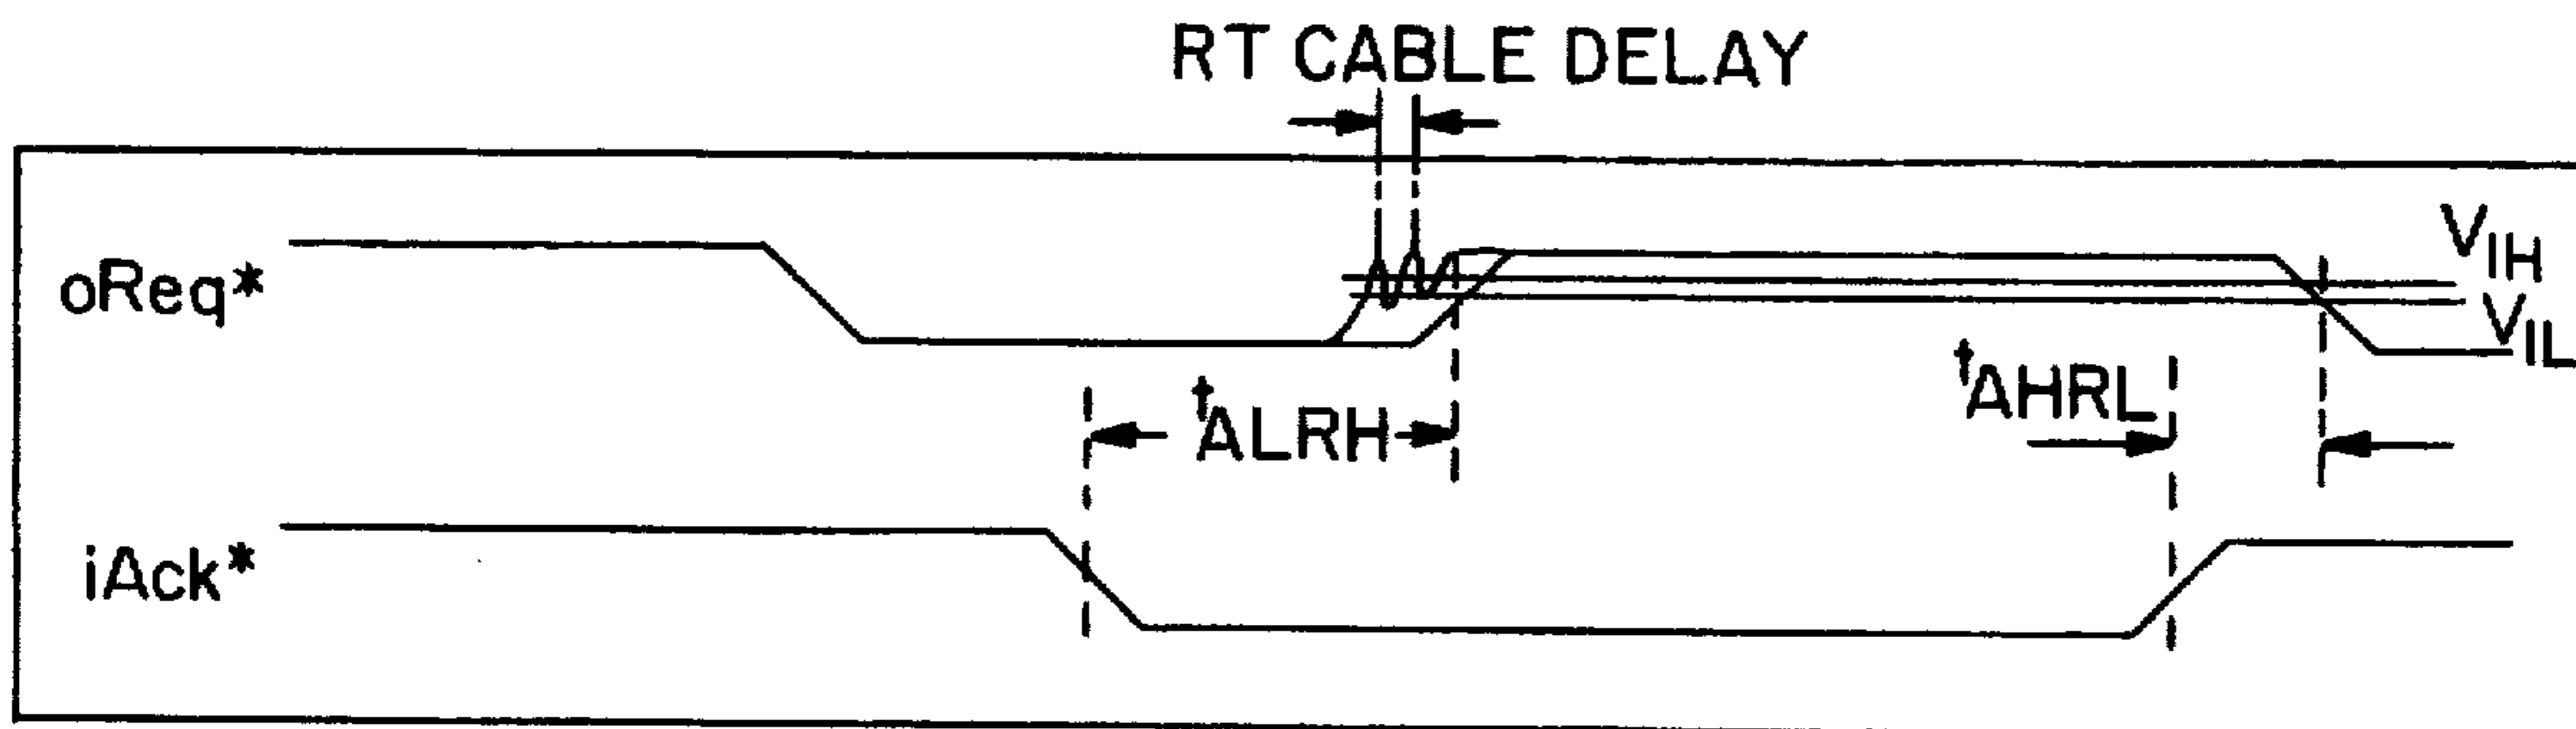 RT CABLE DELAY
oReq*
VIH
VIL
tALRH
tAHRL
iAck*